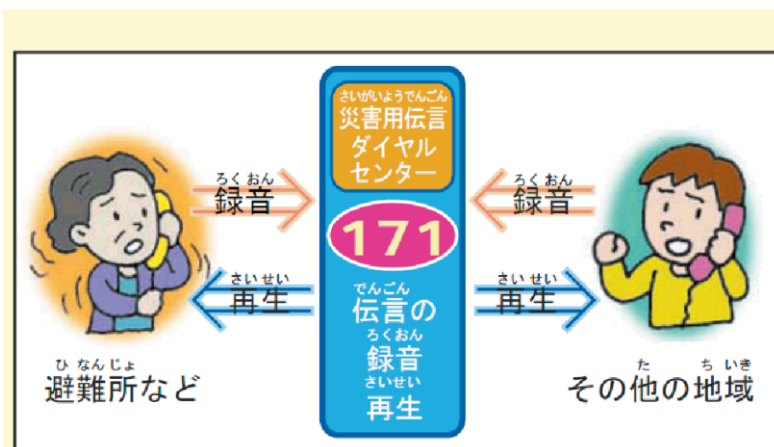 さいがいようでんごん
災害用伝言
ダイヤル
センター
ろくおん
録音
ろくおん
録音
171
さいせい
再生
さいせい
再生
でんごん
伝言の
ろくおん
録音
さいせい
再生
ひなんじょ
避難所など
た ちいき
その他の地域